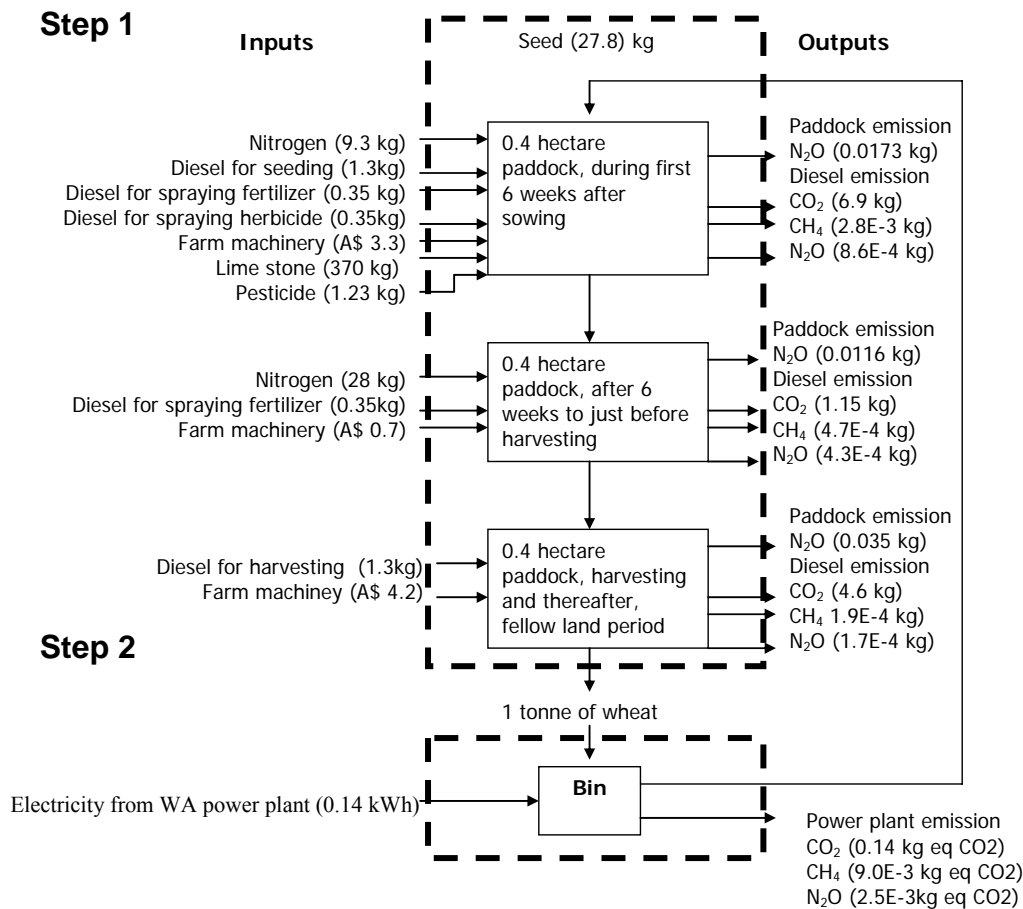 Step 1
Inputs
Seed (27.8) kg
Outputs
Nitrogen (9.3 kg)
Diesel for seeding (1.3kg)
Diesel for spraying fertilizer (0.35 kg)
Diesel for spraying herbicide (0.35kg)
Farm machinery (A$ 3.3)
Lime stone (370 kg)
Pesticide (1.23 kg)
0.4 hectare
paddock, during first
6 weeks after
sowing
Paddock emission
N₂O (0.0173 kg)
Diesel emission
CO₂ (6.9 kg)
CH₄ (2.8E-3 kg)
N₂O (8.6E-4 kg)
Nitrogen (28 kg)
Diesel for spraying fertilizer (0.35kg)
Farm machinery (A$ 0.7)
0.4 hectare
paddock, after 6
weeks to just before
harvesting
Paddock emission
N₂O (0.0116 kg)
Diesel emission
CO₂ (1.15 kg)
CH₄ (4.7E-4 kg)
N₂O (4.3E-4 kg)
Diesel for harvesting (1.3kg)
Farm machiney (A$ 4.2)
0.4 hectare
paddock, harvesting
and thereafter,
fellow land period
Paddock emission
N₂O (0.035 kg)
Diesel emission
CO₂ (4.6 kg)
CH₄ 1.9E-4 kg)
N₂O (1.7E-4 kg)
Step 2
1 tonne of wheat
Electricity from WA power plant (0.14 kWh)
Bin
Power plant emission
CO₂ (0.14 kg eq CO2)
CH₄ (9.0E-3 kg eq CO2)
N₂O (2.5E-3kg eq CO2)